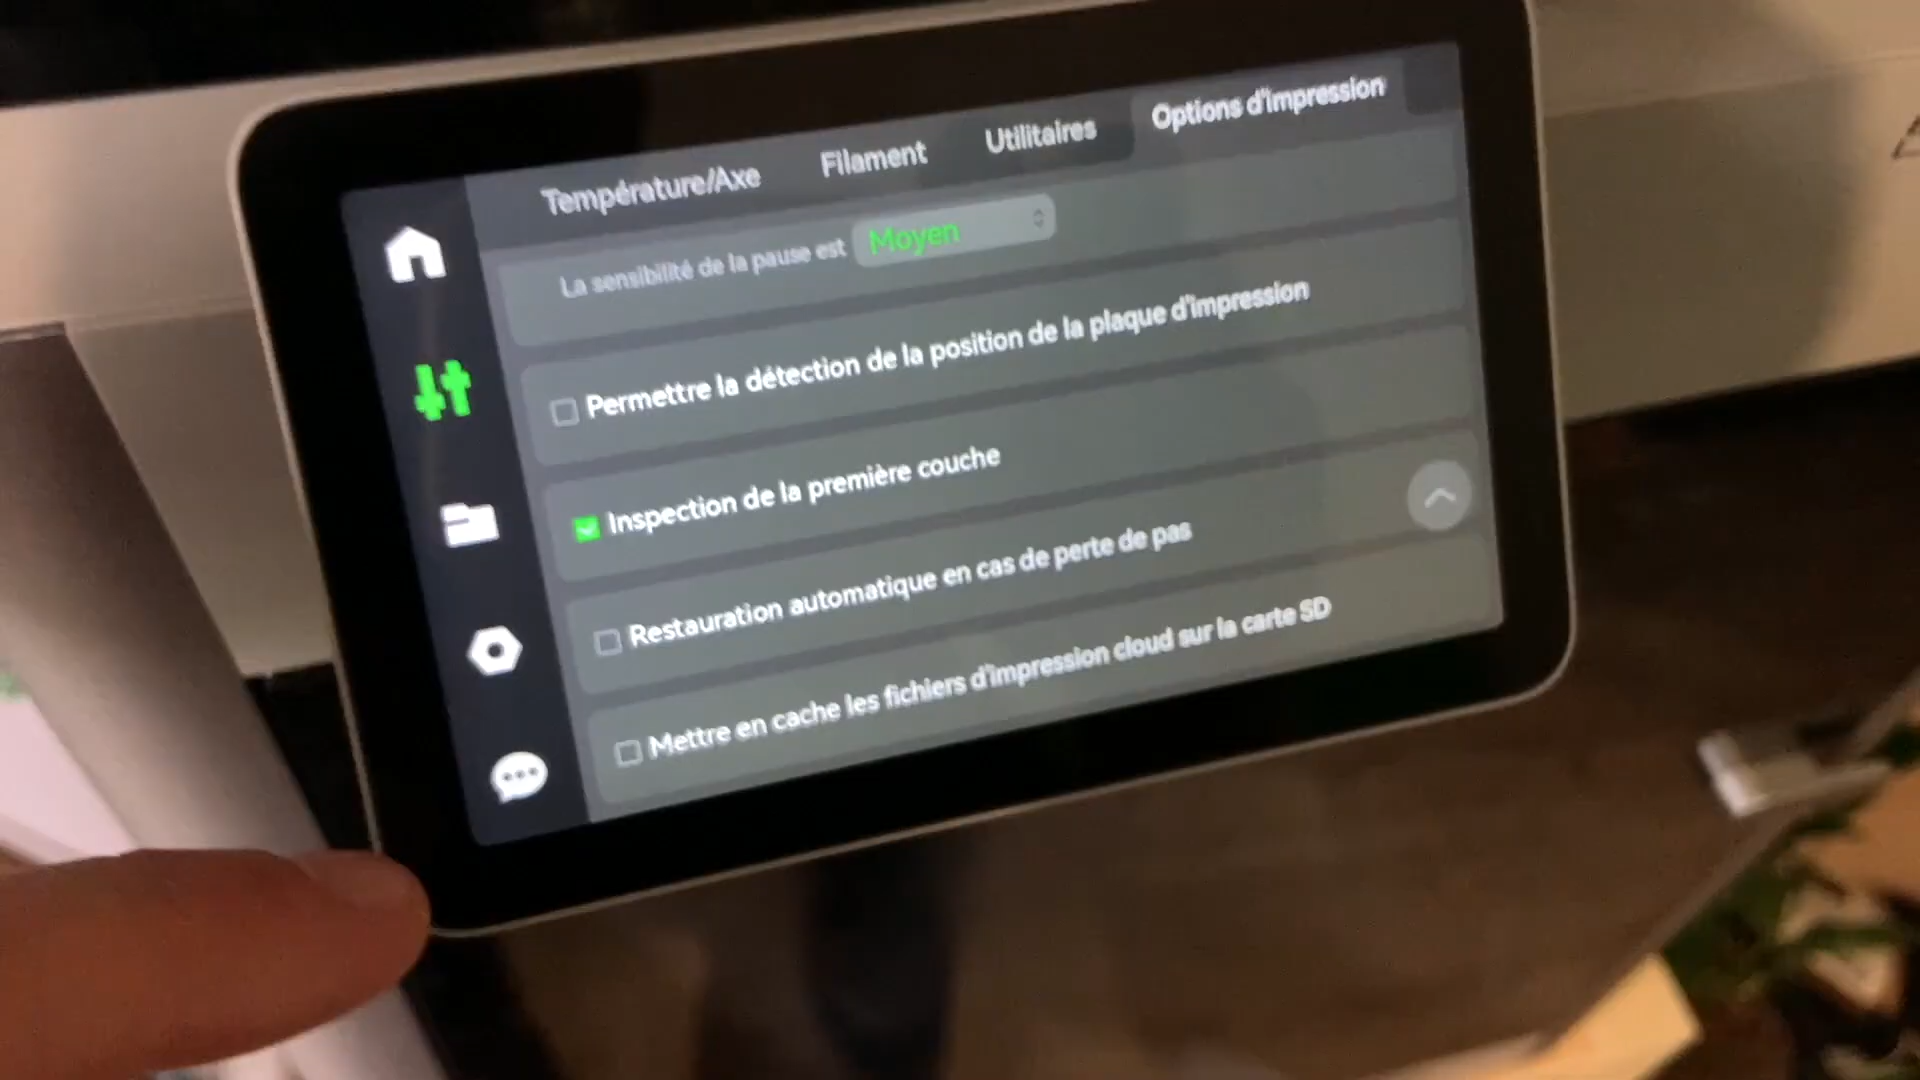 Température/Axe Filament Utilitaires Options d'impression
La sensibilité de la pause est Moyen
Permettre la détection de la position de la plaque d'impression
Inspection de la première couche
Restauration automatique en cas de perte de pas
Mettre en cache les fichiers d'impression cloud sur la carte SD